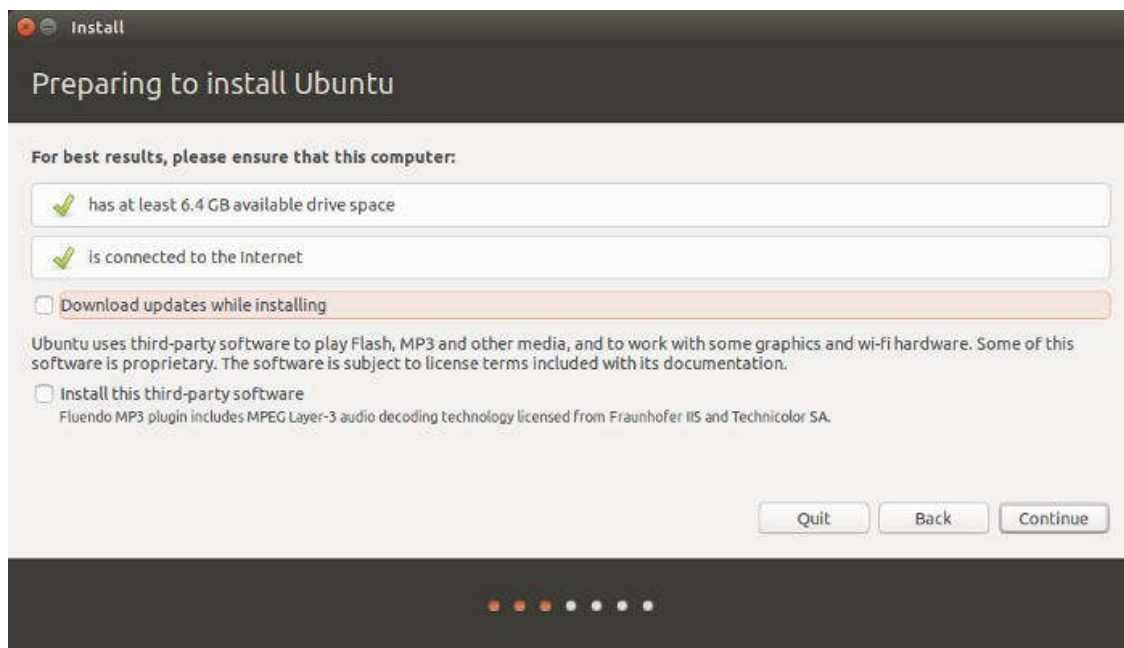 Install
Preparing to install Ubuntu
For best results, please ensure that this computer:
has at least 6.4 GB available drive space
is connected to the Internet
Download updates while installing
Ubuntu uses third-party software to play Flash, MP3 and other media, and to work with some graphics and wi-fi hardware. Some of this
software is proprietary. The software is subject to license terms included with its documentation.
Install this third-party software
Fluendo MP3 plugin includes MPEG Layer-3 audio decoding technology licensed from Fraunhofer IIS and Technicolor SA.
Quit Back Continue